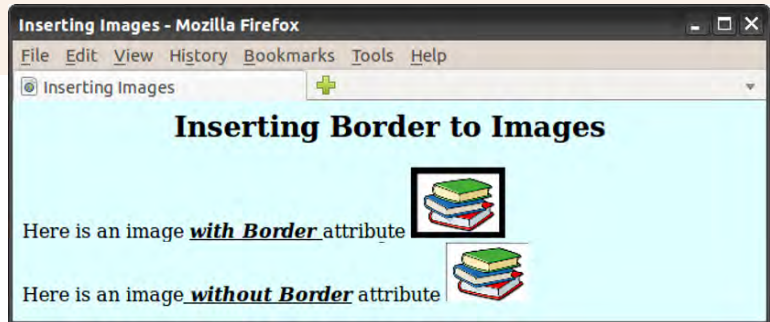 Inserting Images - Mozilla Firefox
File Edit View History Bookmarks Tools Help
Inserting Images
Inserting Border to Images
Here is an image with Border attribute
Here is an image without Border attribute